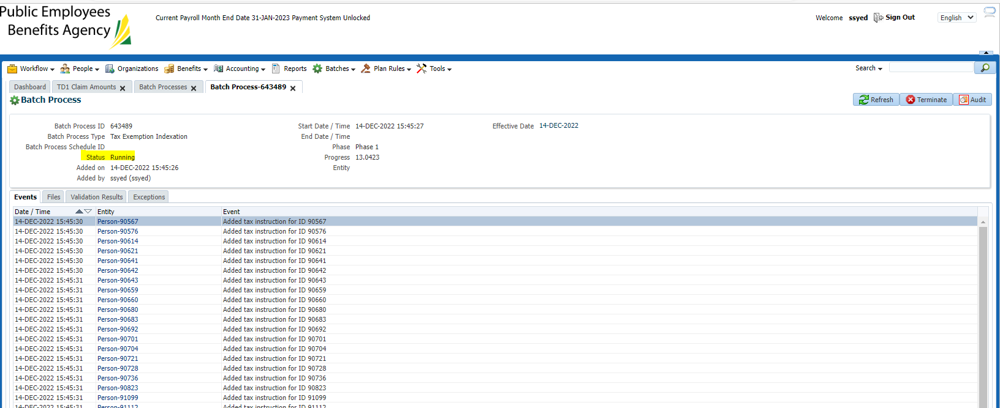 Public Employees
Benefits Agency
Current Payroll Month End Date 31-JAN-2023 Payment System Unlocked
Welcome ssyed Sign Out English
Workflow People Organizations Benefits Accounting Reports Batches Plan Rules Tools Search
Dashboard TD1 Claim Amounts Batch Processes Batch Process-643489
Batch Process Refresh Terminate Audit
Batch Process ID 643489 Start Date / Time 14-DEC-2022 15:45:27 Effective Date 14-DEC-2022
Batch Process Type Tax Exemption Indexation End Date / Time
Batch Process Schedule ID Phase Phase 1
Status Running Progress 13.0423
Added on 14-DEC-2022 15:45:26 Entity
Added by ssyed (ssyed)
Events Files Validation Results Exceptions
Date / Time Entity Event
14-DEC-2022 15:45:30 Person-90567 Added tax instruction for ID 90567
14-DEC-2022 15:45:30 Person-90576 Added tax instruction for ID 90576
14-DEC-2022 15:45:30 Person-90614 Added tax instruction for ID 90614
14-DEC-2022 15:45:30 Person-90621 Added tax instruction for ID 90621
14-DEC-2022 15:45:30 Person-90641 Added tax instruction for ID 90641
14-DEC-2022 15:45:30 Person-90642 Added tax instruction for ID 90642
14-DEC-2022 15:45:31 Person-90643 Added tax instruction for ID 90643
14-DEC-2022 15:45:31 Person-90659 Added tax instruction for ID 90659
14-DEC-2022 15:45:31 Person-90660 Added tax instruction for ID 90660
14-DEC-2022 15:45:31 Person-90680 Added tax instruction for ID 90680
14-DEC-2022 15:45:31 Person-90683 Added tax instruction for ID 90683
14-DEC-2022 15:45:31 Person-90692 Added tax instruction for ID 90692
14-DEC-2022 15:45:31 Person-90701 Added tax instruction for ID 90701
14-DEC-2022 15:45:31 Person-90704 Added tax instruction for ID 90704
14-DEC-2022 15:45:31 Person-90721 Added tax instruction for ID 90721
14-DEC-2022 15:45:31 Person-90728 Added tax instruction for ID 90728
14-DEC-2022 15:45:31 Person-90736 Added tax instruction for ID 90736
14-DEC-2022 15:45:31 Person-90823 Added tax instruction for ID 90823
14-DEC-2022 15:45:31 Person-91099 Added tax instruction for ID 91099
14-DEC-2022 15:45:31 Person-91112 Added tax instruction for ID 91112